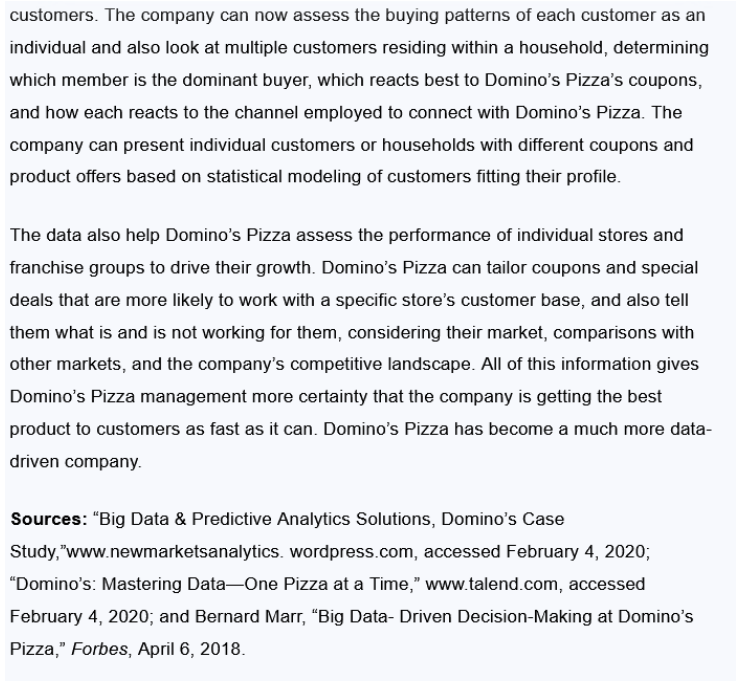 customers. The company can now assess the buying patterns of each customer as an
individual and also look at multiple customers residing within a household, determining
which member is the dominant buyer, which reacts best to Domino’s Pizza’s coupons,
and how each reacts to the channel employed to connect with Domino’s Pizza. The
company can present individual customers or households with different coupons and
product offers based on statistical modeling of customers fitting their profile.
The data also help Domino’s Pizza assess the performance of individual stores and
franchise groups to drive their growth. Domino’s Pizza can tailor coupons and special
deals that are more likely to work with a specific store’s customer base, and also tell
them what is and is not working for them, considering their market, comparisons with
other markets, and the company’s competitive landscape. All of this information gives
Domino’s Pizza management more certainty that the company is getting the best
product to customers as fast as it can. Domino’s Pizza has become a much more data-
driven company.
Sources: “Big Data & Predictive Analytics Solutions, Domino’s Case
Study,”www.newmarketsanalytics. wordpress.com, accessed February 4, 2020;
“Domino’s: Mastering Data—One Pizza at a Time,” www.talend.com, accessed
February 4, 2020; and Bernard Marr, “Big Data- Driven Decision-Making at Domino’s
Pizza,” Forbes, April 6, 2018.